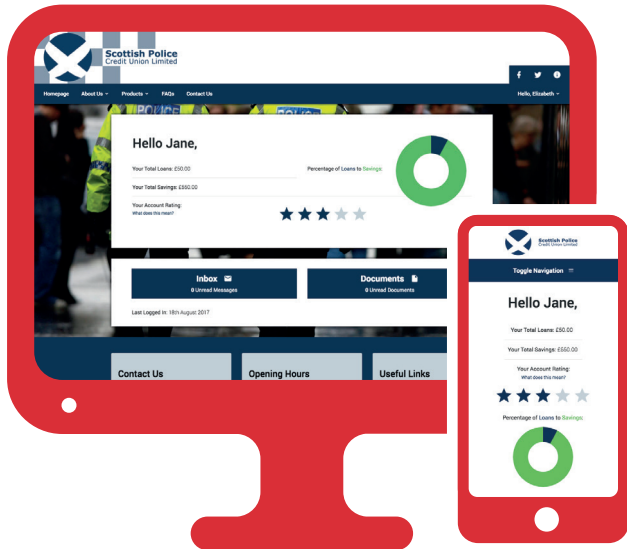 Scottish Police
Credit Union Limited
Homepage About Us Products FAQs Contact Us Hello, Elizabeth
POLICE
Hello Jane,
Your Total Loans: £50.00
Percentage of Loans to Savings:
Your Total Savings: £550.00
Your Account Rating:
What does this mean?
Inbox
0 Unread Messages
Documents
0 Unread Documents
Last Logged In: 18th August 2017
Contact Us
Opening Hours
Useful Links
Scottish Police
Credit Union Limited
Toggle Navigation
Hello Jane,
Your Total Loans: £50.00
Your Total Savings: £550.00
Your Account Rating:
What does this mean?
Percentage of Loans to Savings: